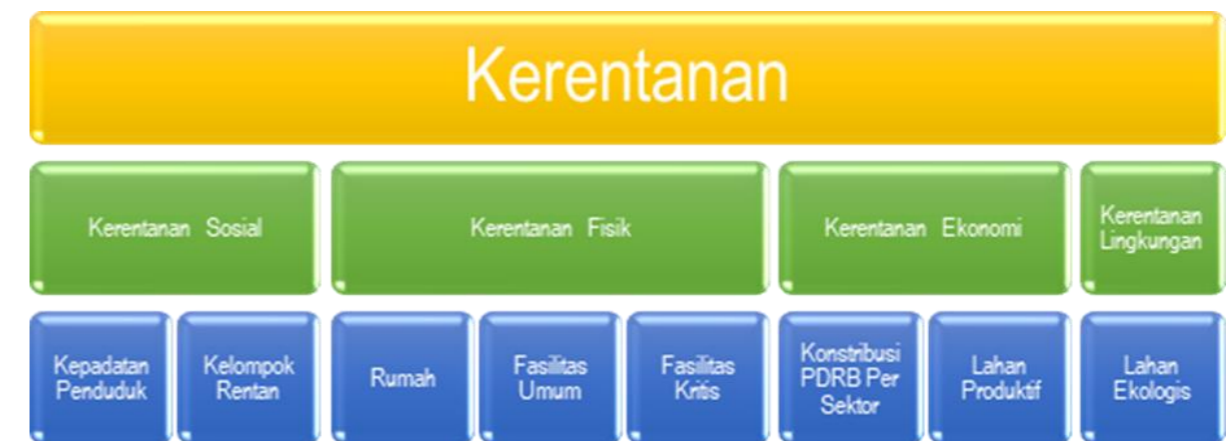 Kerentanan
Kerentanan Sosial
Kerentanan Fisik
Kerentanan Ekonomi
Kerentanan
Lingkungan
Kepadatan
Penduduk
Kelompok
Rentan
Rumah
Fasilitas
Umum
Fasilitas
Kritis
Konstribusi
PDRB Per
Sektor
Lahan
Produktif
Lahan
Ekologis